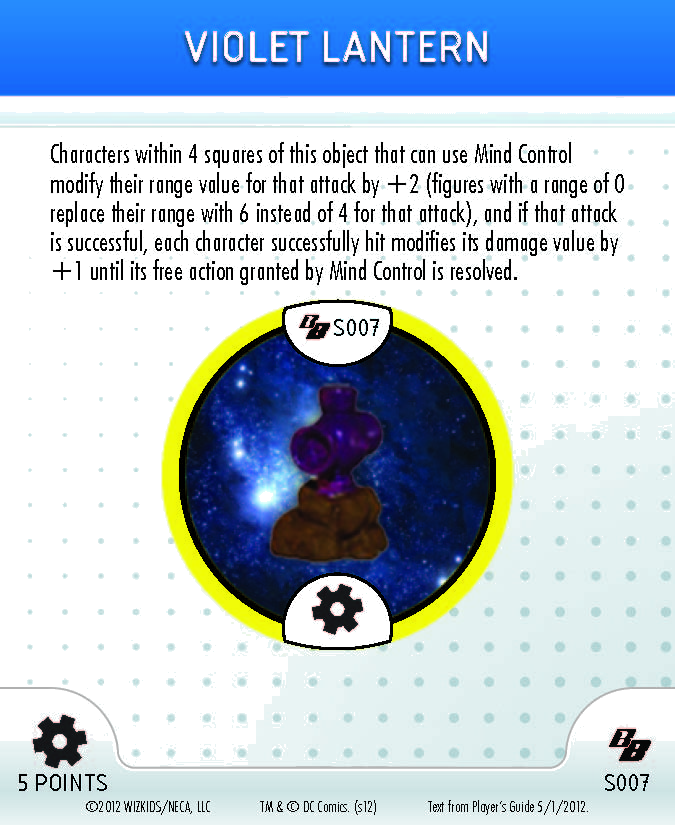 VIOLET LANTERN
Characters within 4 squares of this object that can use Mind Control
modify their range value for that attack by +2 (figures with a range of 0
replace their range with 6 instead of 4 for that attack), and if that attack
is successful, each character successfully hit modifies its damage value by
+1 until its free action granted by Mind Control is resolved.
BB S007
BB
5 POINTS
S007
©2012 WIZKIDS/NECA, LLC TM & © DC Comics. (s12) Text from Player's Guide 5/1/2012.